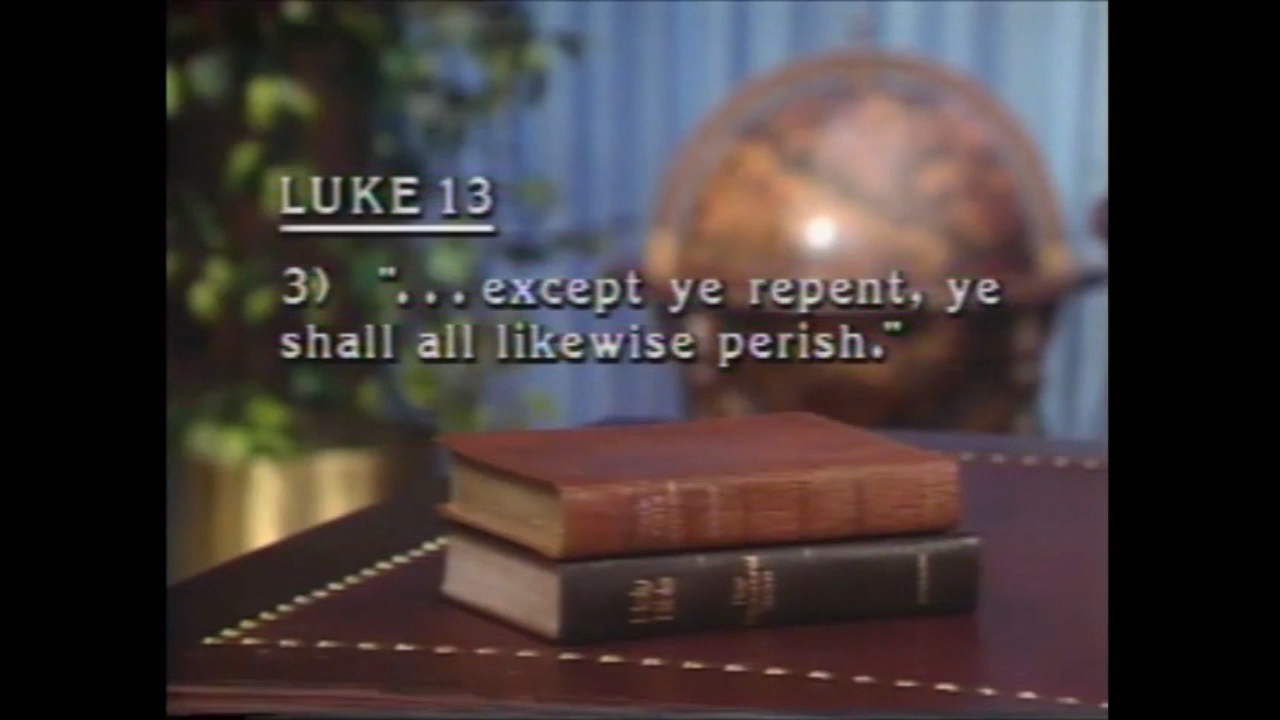 LUKE 13
3) "...except ye repent, ye
shall all likewise perish."